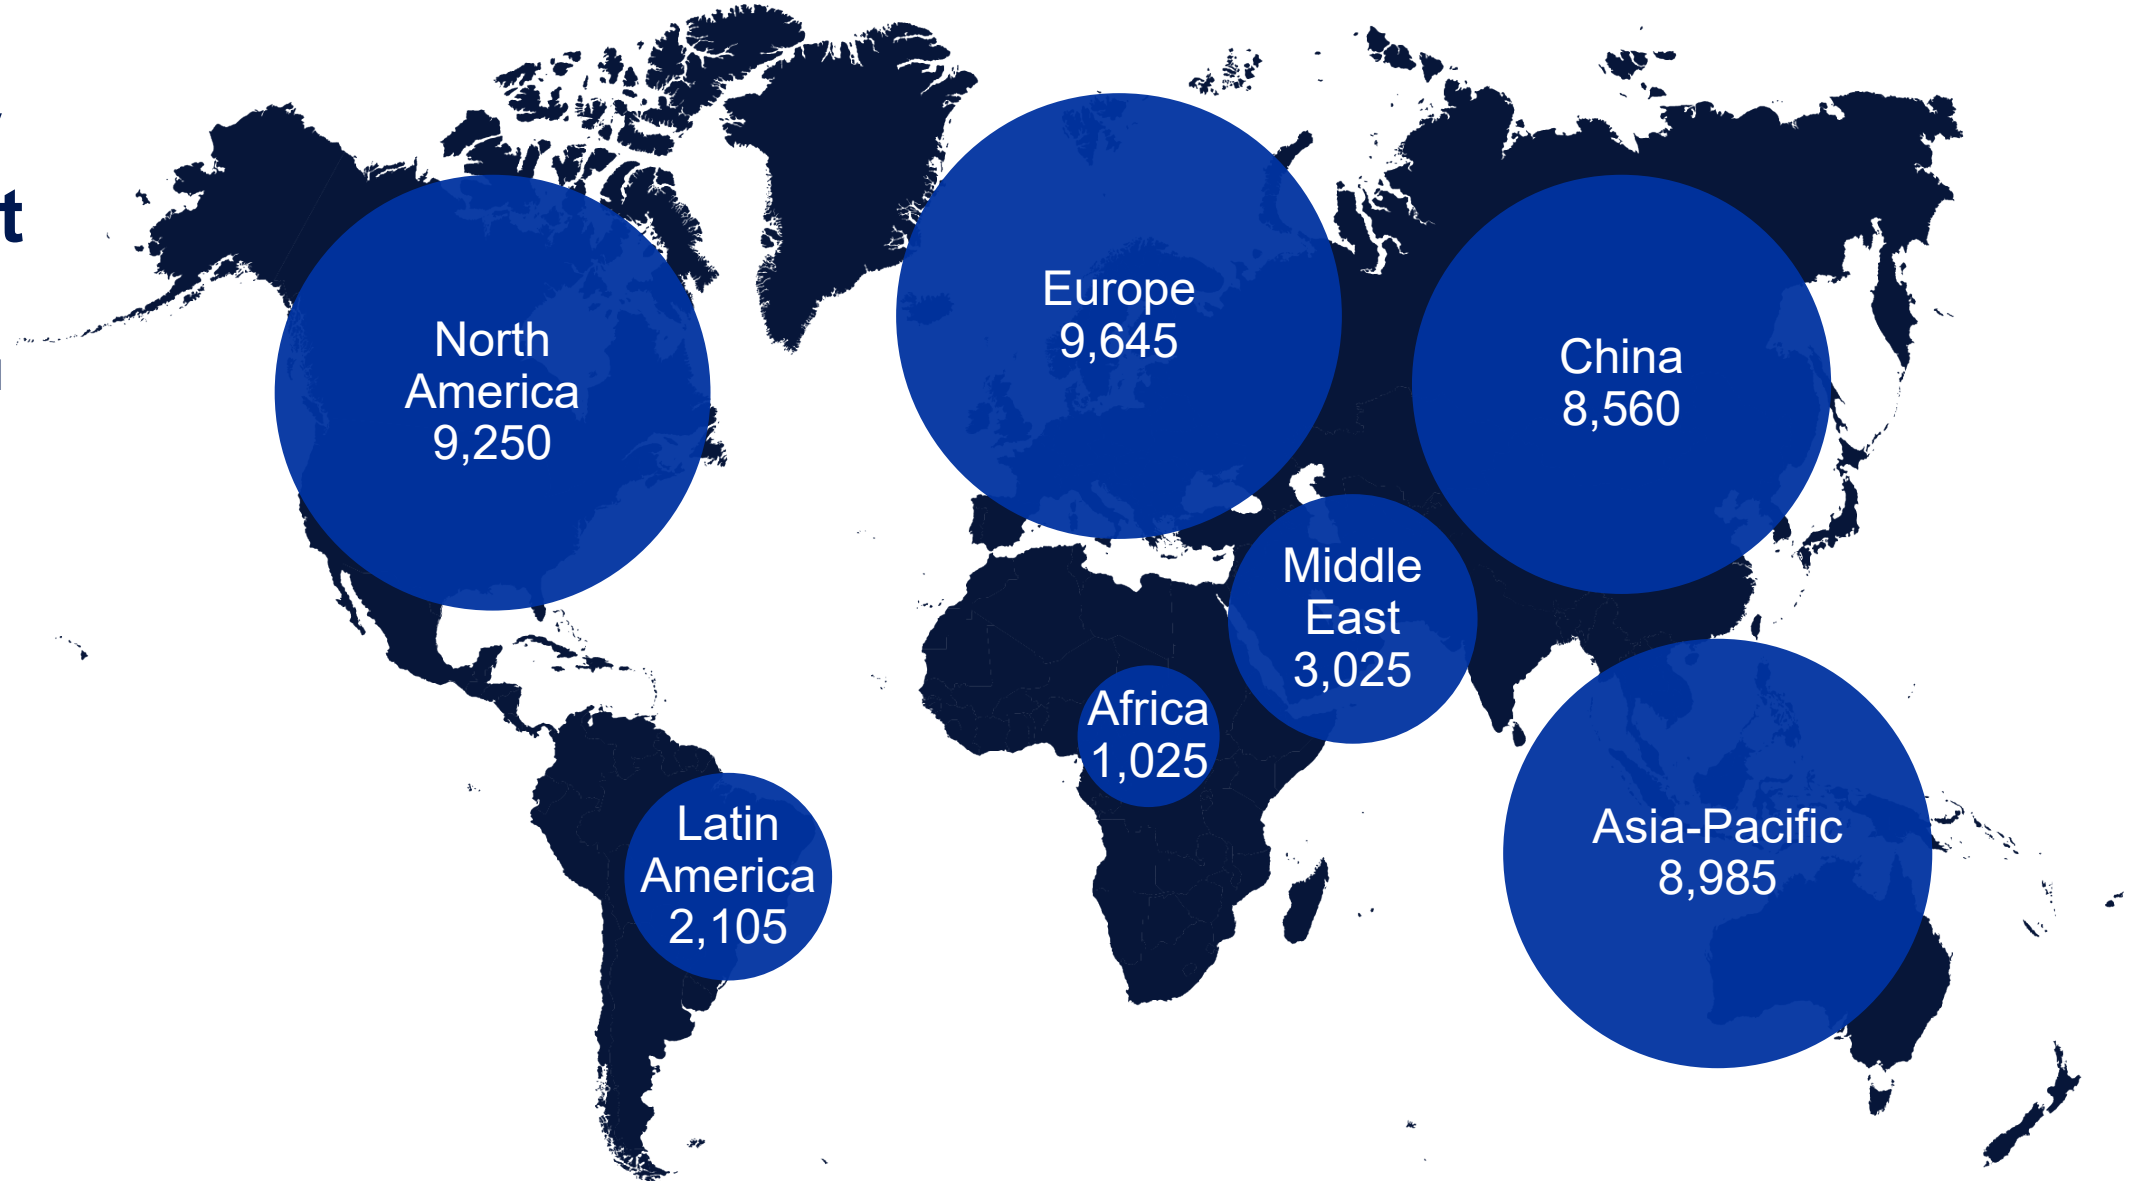 North
America
9,250
Europe
9,645
China
8,560
Middle
East
3,025
Africa
1,025
Latin
America
2,105
Asia-Pacific
8,985